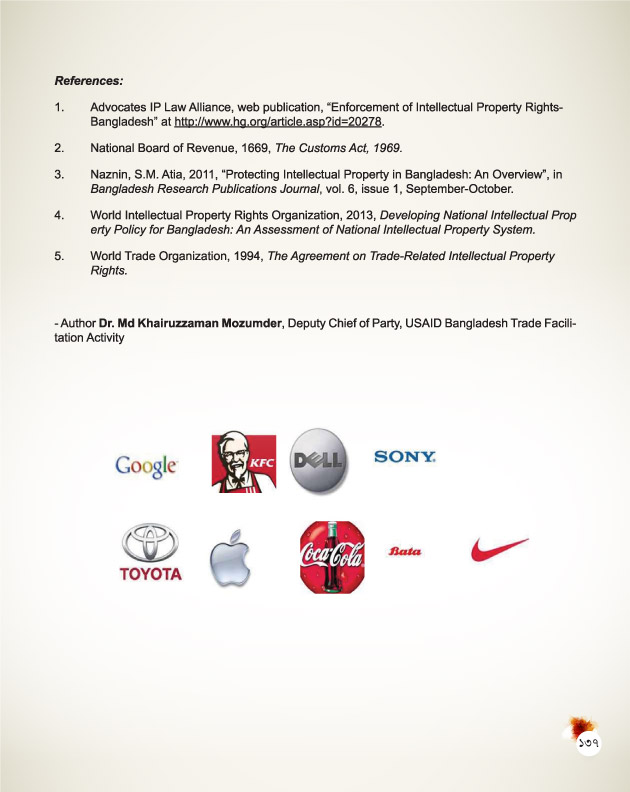 References:
1. Advocates IP Law Alliance, web publication, “Enforcement of Intellectual Property Rights-
Bangladesh” at http://www.hg.org/article.asp?id=20278.
2. National Board of Revenue, 1669, The Customs Act, 1969.
3. Naznin, S.M. Atia, 2011, “Protecting Intellectual Property in Bangladesh: An Overview”, in
Bangladesh Research Publications Journal, vol. 6, issue 1, September-October.
4. World Intellectual Property Rights Organization, 2013, Developing National Intellectual Prop
erty Policy for Bangladesh: An Assessment of National Intellectual Property System.
5. World Trade Organization, 1994, The Agreement on Trade-Related Intellectual Property
Rights.
- Author Dr. Md Khairuzzaman Mozumder, Deputy Chief of Party, USAID Bangladesh Trade Facili-
tation Activity
Google KFC DELL SONY
TOYOTA Coca-Cola Bata
১৩৭